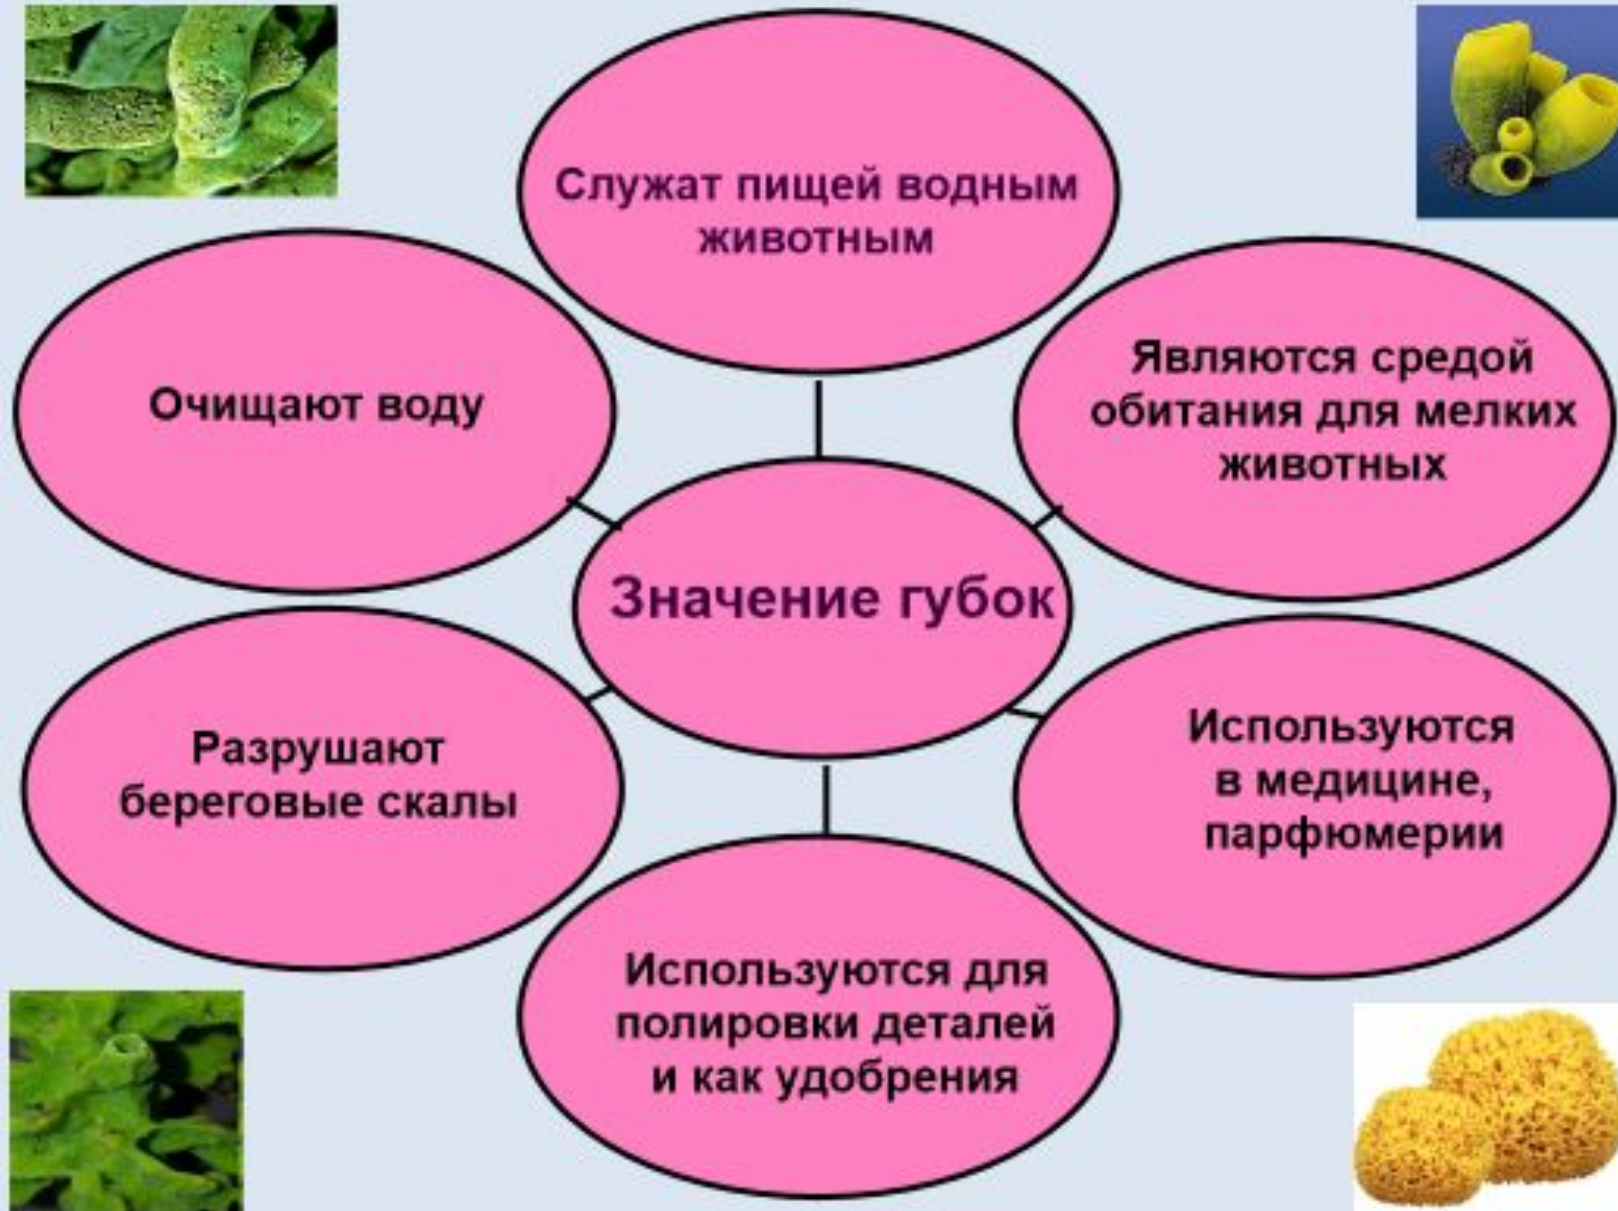 Служат пищей водным
животным
Очищают воду
Являются средой
обитания для мелких
животных
Значение губок
Разрушают
береговые скалы
Используются
в медицине,
парфюмерии
Используются для
полировки деталей
и как удобрения